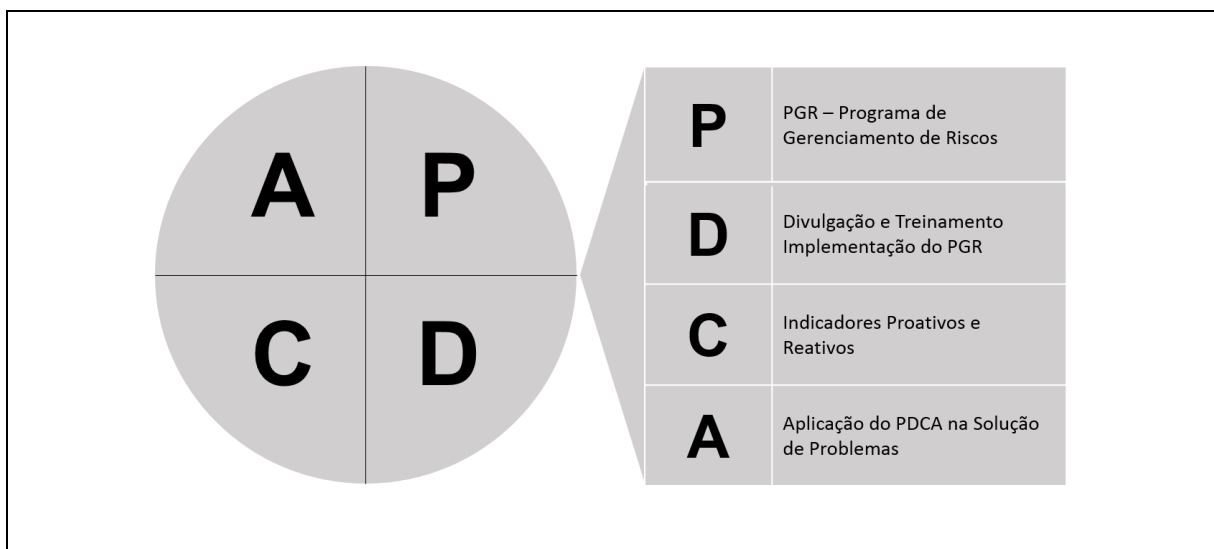 A P
C D
P
PGR – Programa de
Gerenciamento de Riscos
D
Divulgação e Treinamento
Implementação do PGR
C
Indicadores Proativos e
Reativos
A
Aplicação do PDCA na Solução
de Problemas